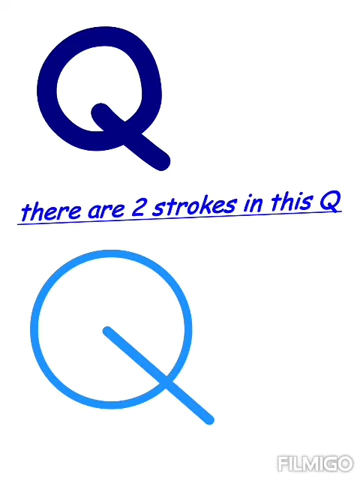 Q
there are 2 strokes in this Q
Q
FILMIGO